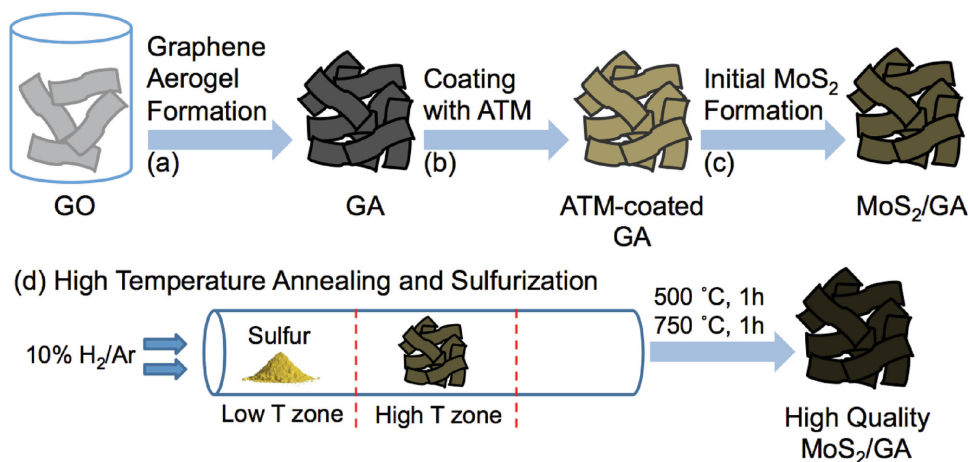 Graphene
Aerogel
Formation
(a)
Coating
with ATM
(b)
Initial MoS₂
Formation
(c)
GO
GA
ATM-coated
GA
MoS₂/GA
(d) High Temperature Annealing and Sulfurization
10% H₂/Ar
Sulfur
Low T zone
High T zone
500 ˚C, 1h
750 ˚C, 1h
High Quality
MoS₂/GA